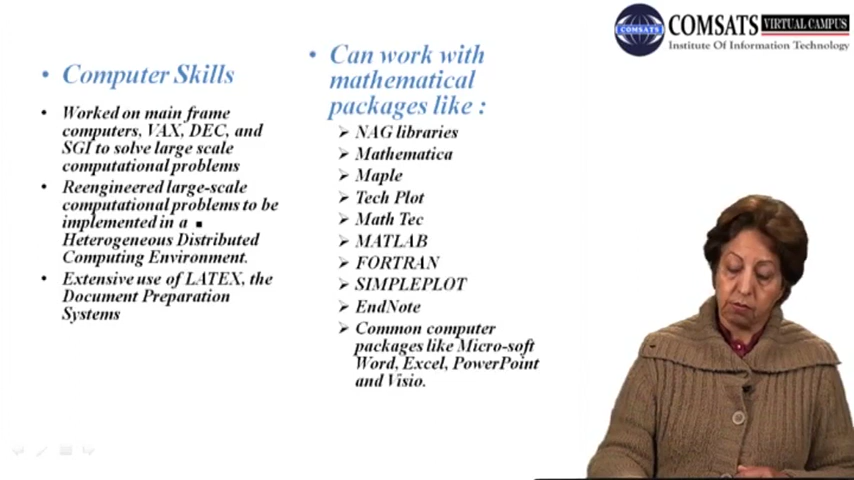 Computer Skills
Worked on main frame
computers, VAX, DEC, and
SGI to solve large scale
computational problems
Reengineered large-scale
computational problems to be
implemented in a
Heterogeneous Distributed
Computing Environment.
Extensive use of LATEX, the
Document Preparation
Systems
Can work with
mathematical
packages like :
NAG libraries
Mathematica
Maple
Tech Plot
Math Tec
MATLAB
FORTRAN
SIMPLEPLOT
EndNote
Common computer
packages like Micro-soft
Word, Excel, PowerPoint
and Visio.
COMSATS
COMSATS VIRTUAL CAMPUS
Institute Of Information Technology